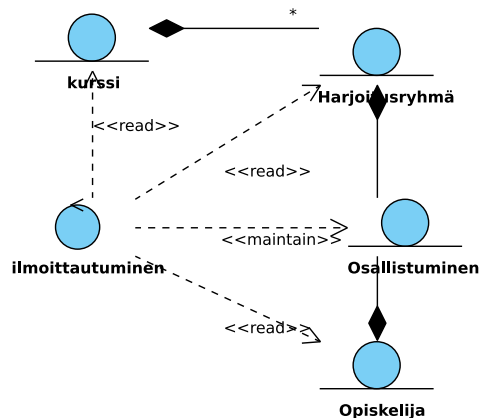 *
kurssi
Harjoitusryhmä
<<read>>
<<read>>
<<maintain>>
ilmoittautuminen
Osallistuminen
<<read>>
Opiskelija